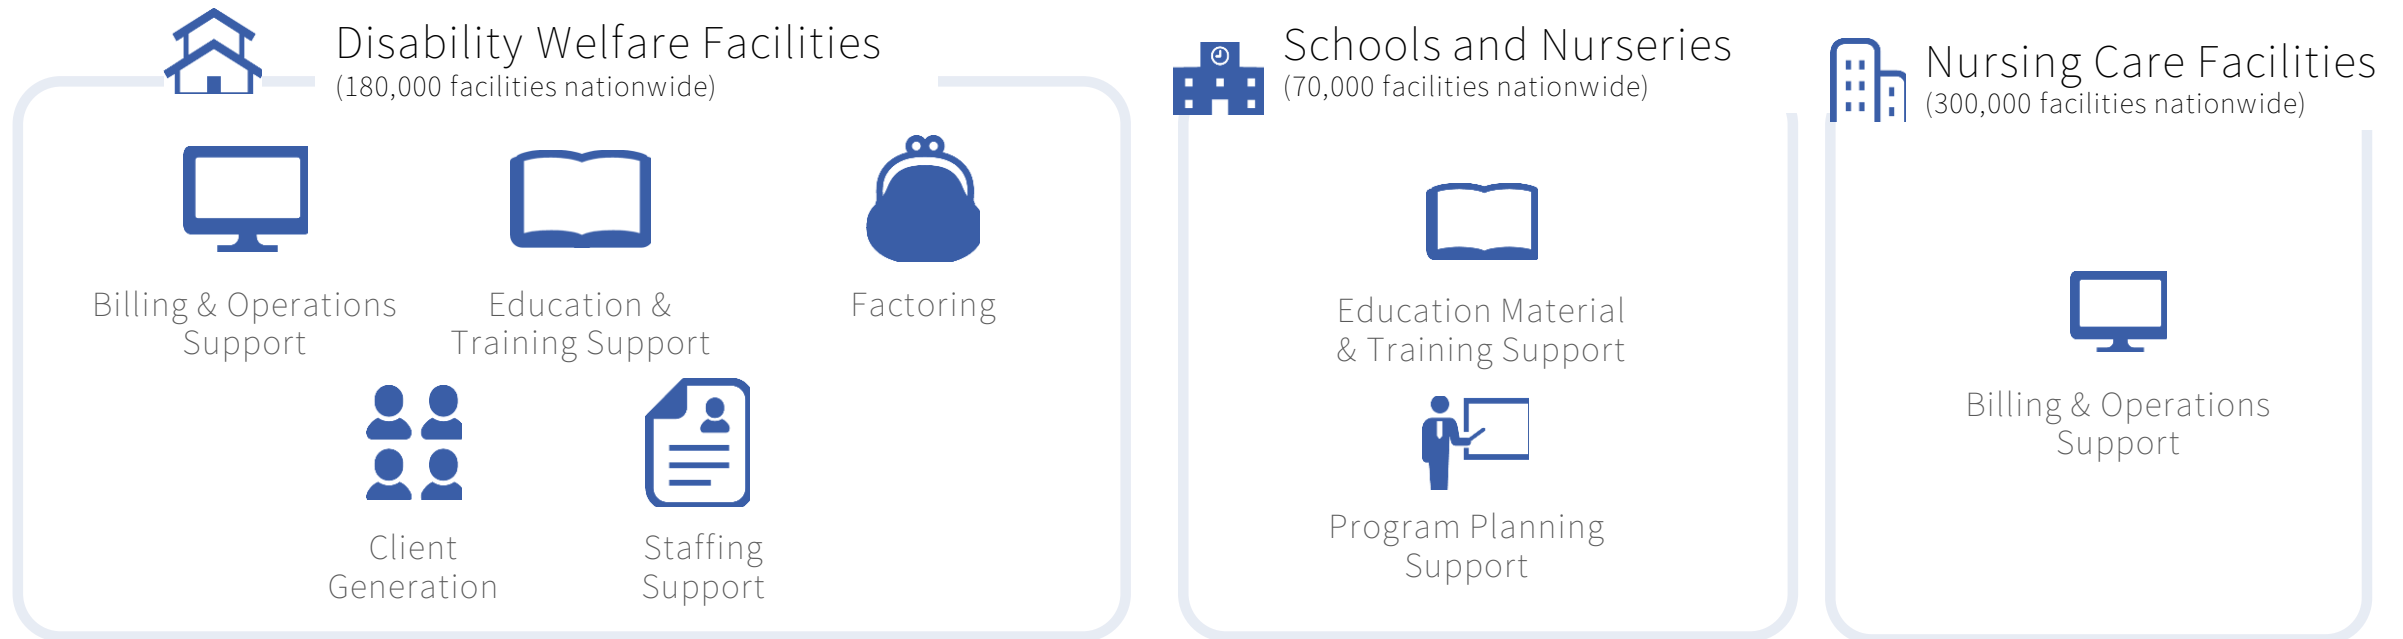 Disability Welfare Facilities
(180,000 facilities nationwide)
Billing & Operations
Support
Education &
Training Support
Factoring
Client
Generation
Staffing
Support
Schools and Nurseries
(70,000 facilities nationwide)
Education Material
& Training Support
Program Planning
Support
Nursing Care Facilities
(300,000 facilities nationwide)
Billing & Operations
Support